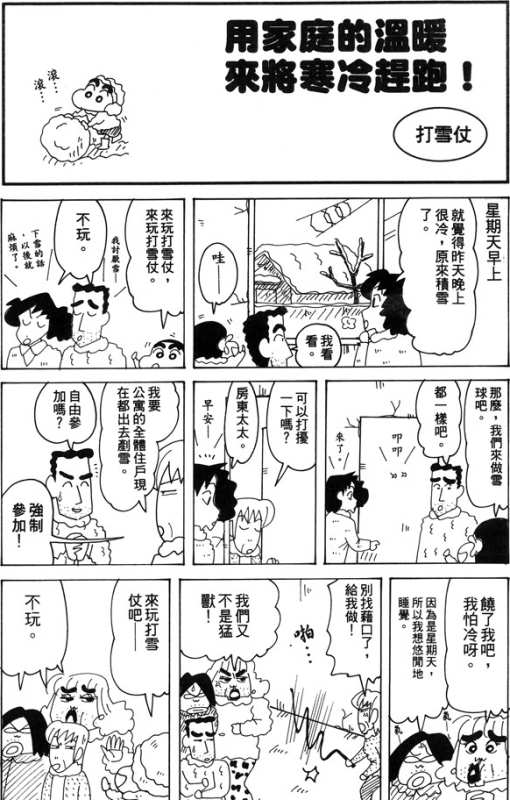 用家庭的溫暖
來將寒冷趕跑！
打雪仗
滾…
滾…
星期天早上
就覺得昨天晚上
很冷，原來積雪
了。
我看
看。
哇——
來玩打雪仗，
來玩打雪仗。
我討厭雪——
不玩。
下雪的話
，以後就
麻煩了。
那麼，我們來做雪
球吧。
都一樣吧。
叩
叩
來了。
可以打擾
一下嗎？
房東太太。
早安——
我要
公寓的全體住戶現
在都出去剷雪。
自由參
加嗎？
強制
參加！
饒了我吧，
我怕冷呀。
因為是星期天，
所以我想悠閒地
睡覺。
別找藉口了，
給我做！
啪…
我們又
不是猛
獸！
來玩打雪
仗吧——
不玩。